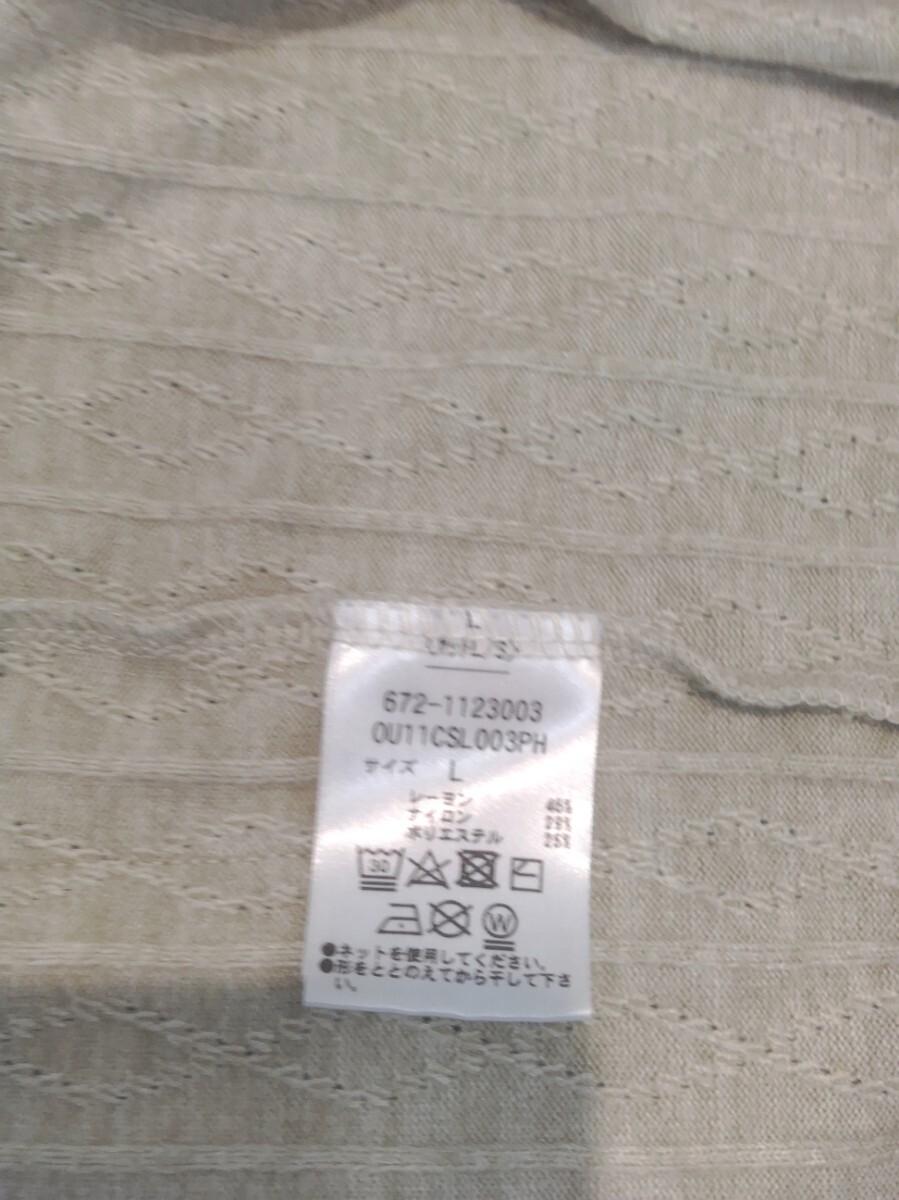 L
672-1123003
OU11CSL003PH
サイズ L
レーヨン 46%
ナイロン 29%
ポリエステル 25%
30
W
●ネットを使用してください。
●形をととのえてから干して下さ
い。